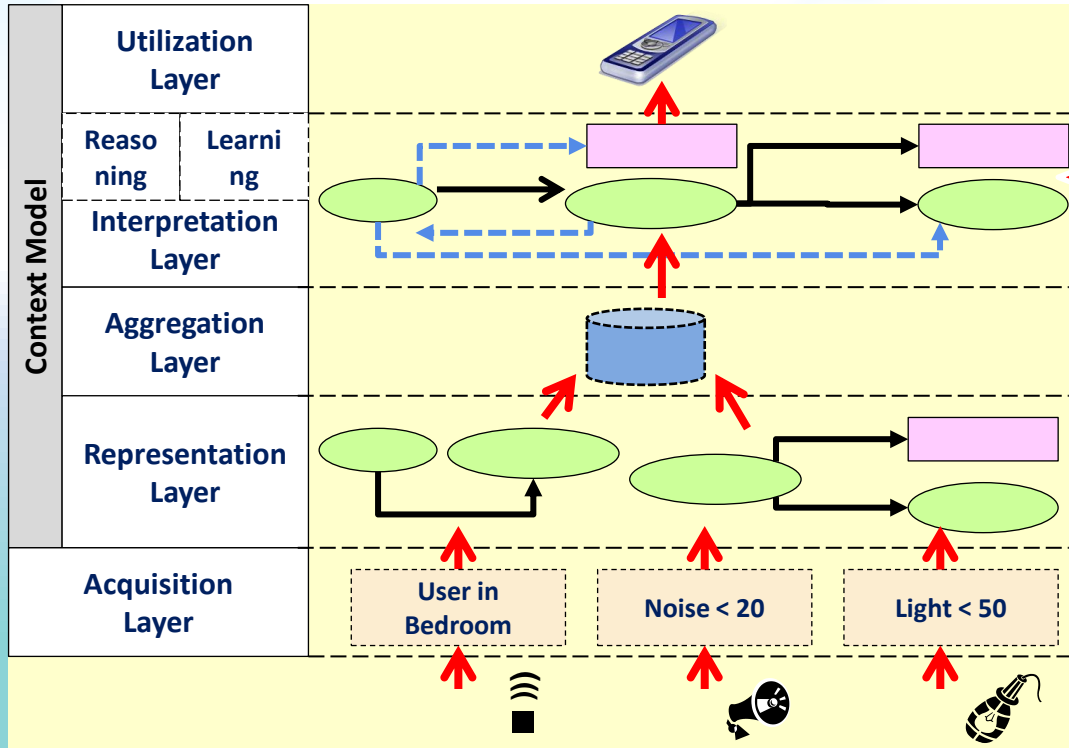 Context Model
Utilization
Layer
Reaso
ning
Learni
ng
Interpretation
Layer
Aggregation
Layer
Representation
Layer
Acquisition
Layer
User in
Bedroom
Noise < 20
Light < 50